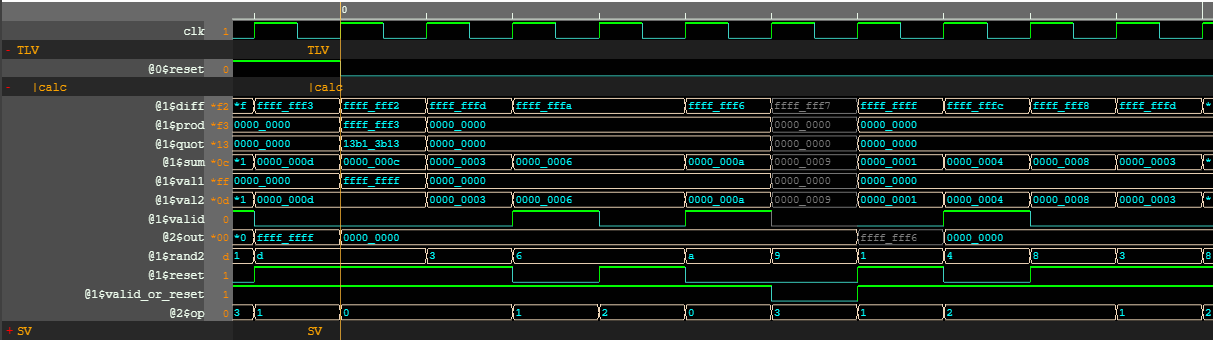 0
clk 1
- TLV TLV
@0$reset 0
- |calc |calc
@1$diff *f2 *f ffff_fff3 ffff_fff2 ffff_fffd ffff_fffa ffff_fff6 ffff_fff7 ffff_ffff ffff_fffc ffff_fff8 ffff_fffd *
@1$prod *f3 0000_0000 ffff_fff3 0000_0000 0000_0000 0000_0000
@1$quot *13 0000_0000 13b1_3b13 0000_0000 0000_0000 0000_0000
@1$sum *0c *1 0000_000d 0000_000c 0000_0003 0000_0006 0000_000a 0000_0009 0000_0001 0000_0004 0000_0008 0000_0003 *
@1$val1 *ff 0000_0000 ffff_ffff 0000_0000 0000_0000 0000_0000
@1$val2 *0d *1 0000_000d 0000_0003 0000_0006 0000_000a 0000_0009 0000_0001 0000_0004 0000_0008 0000_0003 *
@1$valid 0
@2$out *00 *0 ffff_ffff 0000_0000 ffff_fff6 0000_0000
@1$rand2 d 1 d 3 6 a 9 1 4 8 3 8
@1$reset 1
@1$valid_or_reset 1
@2$op 0 3 1 0 1 2 0 3 1 2 1 2
+ SV SV